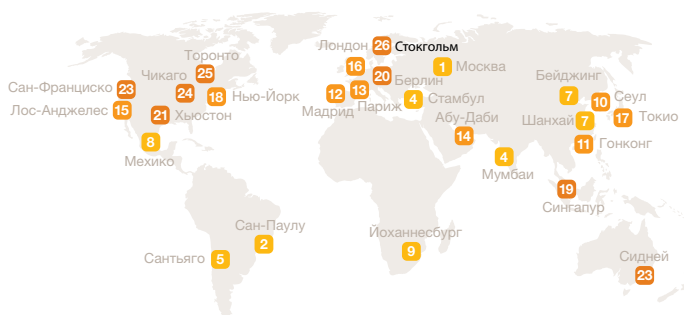 Лондон 26 Стокгольм
Торонто
16 1 Москва
Чикаго 25
20 Берлин Бейджинг
Сан-Франциско 23 24
12 13 4 Стамбул 7 Сеул
18 Нью-Йорк
10
Лос-Анджелес 15 21 Хьюстон
Мадрид Париж
Абу-Даби Шанхай 7 17 Токио
8 14 11 Гонконг
Мехико
4
Мумбаи
19
Сингапур
Сан-Паулу Йоханнесбург
2 9
Сантьяго 5
Сидней
23